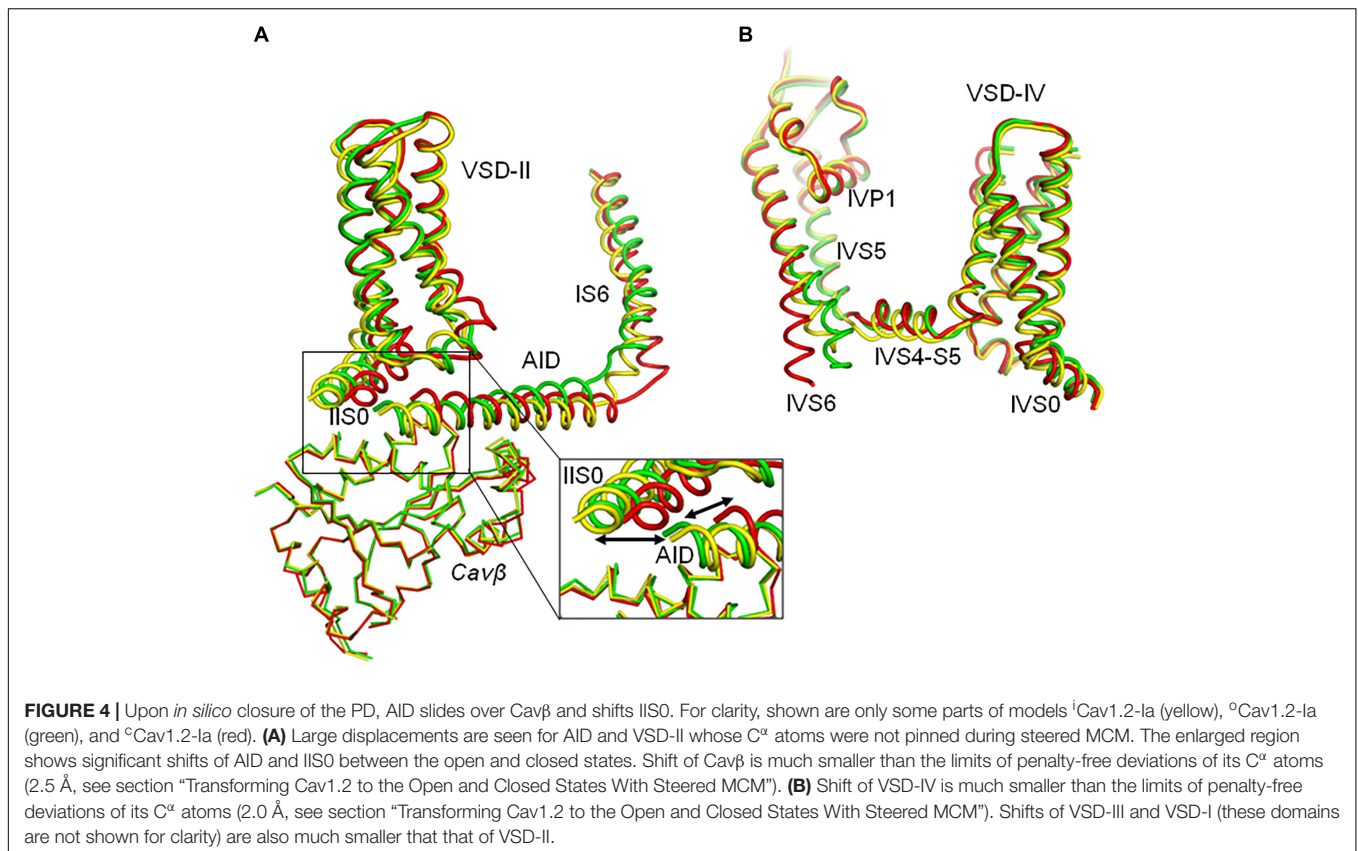 A
B
VSD-II
VSD-IV
IVP1
IVS5
IS6
AID
IVS4-S5
IIS0
IVS6
IVS0
IIS0
AID
Cavβ
FIGURE 4 | Upon in silico closure of the PD, AID slides over Cavβ and shifts IIS0. For clarity, shown are only some parts of models ⁱCav1.2-Ia (yellow), ᴼCav1.2-Ia
(green), and ᶜCav1.2-Ia (red). (A) Large displacements are seen for AID and VSD-II whose Cᵅ atoms were not pinned during steered MCM. The enlarged region
shows significant shifts of AID and IIS0 between the open and closed states. Shift of Cavβ is much smaller than the limits of penalty-free deviations of its Cᵅ atoms
(2.5 Å, see section “Transforming Cav1.2 to the Open and Closed States With Steered MCM”). (B) Shift of VSD-IV is much smaller than the limits of penalty-free
deviations of its Cᵅ atoms (2.0 Å, see section “Transforming Cav1.2 to the Open and Closed States With Steered MCM”). Shifts of VSD-III and VSD-I (these domains
are not shown for clarity) are also much smaller that that of VSD-II.